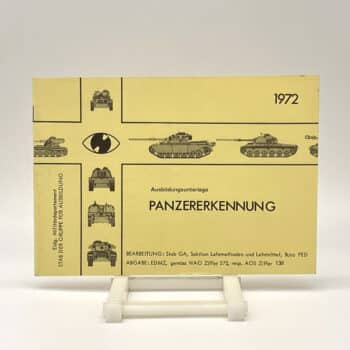 1972
Ausbildungsunterlage
PANZERERKENNUNG
Eidg. Militärdepartement
STAB DER GRUPPE FÜR AUSBILDUNG
BEARBEITUNG: Stab GA, Sektion Lehrmethoden und Lehrmittel, Büro PED
ABGABE: EDMZ, gemäss WAO Ziffer 572, resp. AOS Ziffer 138